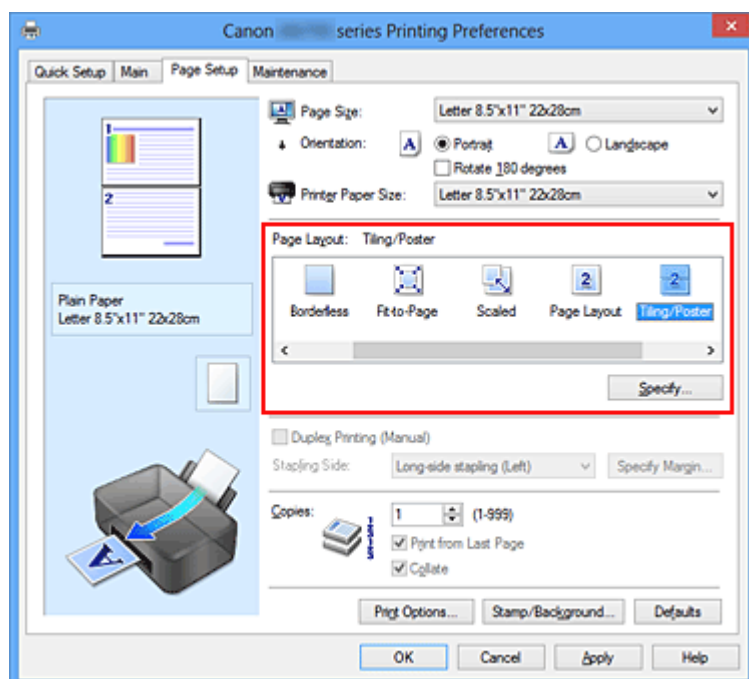 Canon series Printing Preferences
Quick Setup Main Page Setup Maintenance
1
2
Plain Paper
Letter 8.5"x11" 22x28cm
Page Size: Letter 8.5"x11" 22x28cm
Orientation: A Portrait A Landscape
Rotate 180 degrees
Printer Paper Size: Letter 8.5"x11" 22x28cm
Page Layout: Tiling/Poster
2 2
Borderless Fit-to-Page Scaled Page Layout Tiling/Poster
Specify...
Duplex Printing (Manual)
Stapling Side: Long-side stapling (Left) Specify Margin...
Copies: 1 (1-999)
Print from Last Page
Collate
A
Print Options... Stamp/Background... Defaults
OK Cancel Apply Help